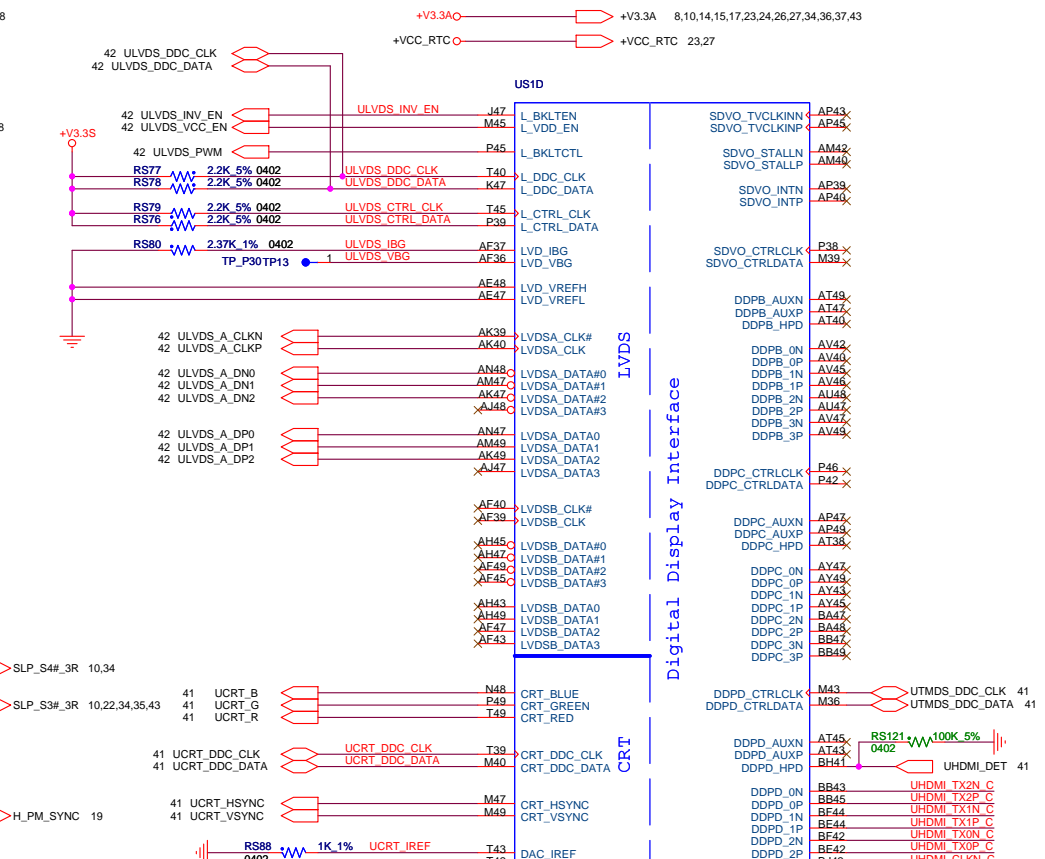 8
+V3.3A +V3.3A 8,10,14,15,17,23,24,26,27,34,36,37,43
+VCC_RTC +VCC_RTC 23,27
42 ULVDS_DDC_CLK
42 ULVDS_DDC_DATA
US1D
42 ULVDS_INV_EN ULVDS_INV_EN J47 L_BKLTEN
42 ULVDS_VCC_EN M45 L_VDD_EN
8
+V3.3S
42 ULVDS_PWM P45 L_BKLTCTL
RS77 2.2K_5% 0402 ULVDS_DDC_CLK T40 L_DDC_CLK
RS78 2.2K_5% 0402 ULVDS_DDC_DATA K47 L_DDC_DATA
RS79 2.2K_5% 0402 ULVDS_CTRL_CLK T45 L_CTRL_CLK
RS76 2.2K_5% 0402 ULVDS_CTRL_DATA P39 L_CTRL_DATA
RS80 2.37K_1% 0402 ULVDS_IBG AF37 LVD_IBG
TP_P30 TP13 1 ULVDS_VBG AF36 LVD_VBG
AE48 LVD_VREFH
AE47 LVD_VREFL
42 ULVDS_A_CLKN AK39 LVDSA_CLK#
42 ULVDS_A_CLKP AK40 LVDSA_CLK
42 ULVDS_A_DN0 AN48 LVDSA_DATA#0
42 ULVDS_A_DN1 AM47 LVDSA_DATA#1
42 ULVDS_A_DN2 AK47 LVDSA_DATA#2
AJ48 LVDSA_DATA#3
42 ULVDS_A_DP0 AN47 LVDSA_DATA0
42 ULVDS_A_DP1 AM49 LVDSA_DATA1
42 ULVDS_A_DP2 AK49 LVDSA_DATA2
AJ47 LVDSA_DATA3
AF40 LVDSB_CLK#
AF39 LVDSB_CLK
AH45 LVDSB_DATA#0
AH47 LVDSB_DATA#1
AF49 LVDSB_DATA#2
AF45 LVDSB_DATA#3
AH43 LVDSB_DATA0
AH49 LVDSB_DATA1
AF47 LVDSB_DATA2
AF43 LVDSB_DATA3
LVDS
Digital Display Interface
SDVO_TVCLKINN AP43
SDVO_TVCLKINP AP45
SDVO_STALLN AM42
SDVO_STALLP AM40
SDVO_INTN AP39
SDVO_INTP AP40
SDVO_CTRLCLK P38
SDVO_CTRLDATA M39
DDPB_AUXN AT49
DDPB_AUXP AT47
DDPB_HPD AT40
DDPB_0N AV42
DDPB_0P AV40
DDPB_1N AV45
DDPB_1P AV46
DDPB_2N AU48
DDPB_2P AU47
DDPB_3N AV47
DDPB_3P AV49
DDPC_CTRLCLK P46
DDPC_CTRLDATA P42
DDPC_AUXN AP47
DDPC_AUXP AP49
DDPC_HPD AT38
DDPC_0N AY47
DDPC_0P AY49
DDPC_1N AY43
DDPC_1P AY45
DDPC_2N BA47
DDPC_2P BA48
DDPC_3N BB47
DDPC_3P BB49
SLP_S4#_3R 10,34
SLP_S3#_3R 10,22,34,35,43
H_PM_SYNC 19
41 UCRT_B N48 CRT_BLUE
41 UCRT_G P49 CRT_GREEN
41 UCRT_R T49 CRT_RED
41 UCRT_DDC_CLK UCRT_DDC_CLK T39 CRT_DDC_CLK
41 UCRT_DDC_DATA UCRT_DDC_DATA M40 CRT_DDC_DATA
CRT
41 UCRT_HSYNC M47 CRT_HSYNC
41 UCRT_VSYNC M49 CRT_VSYNC
RS88 1K_1% UCRT_IREF T43 DAC_IREF
0402
DDPD_CTRLCLK M43 UTMDS_DDC_CLK 41
DDPD_CTRLDATA M36 UTMDS_DDC_DATA 41
DDPD_AUXN AT45 RS121 100K_5%
DDPD_AUXP AT43 0402
DDPD_HPD BH41 UHDMI_DET 41
DDPD_0N BB43 UHDMI_TX2N_C
DDPD_0P BB45 UHDMI_TX2P_C
DDPD_1N BF44 UHDMI_TX1N_C
DDPD_1P BE44 UHDMI_TX1P_C
DDPD_2N BF42 UHDMI_TX0N_C
DDPD_2P BE42 UHDMI_TX0P_C
UHDMI_CLKN_C